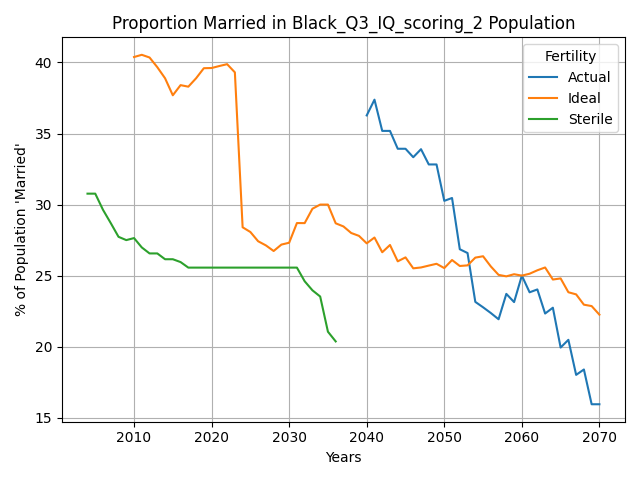 Proportion Married in Black_Q3_IQ_scoring_2 Population
% of Population 'Married'
40
35
30
25
20
15
Fertility
Actual
Ideal
Sterile
2010 2020 2030 2040 2050 2060 2070
Years